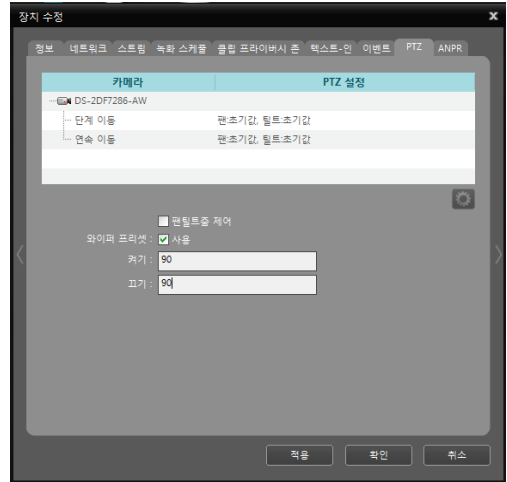 장치 수정 x
정보 네트워크 스트림 녹화 스케줄 클립 프라이버시 존 텍스트-인 이벤트 PTZ ANPR
카메라 PTZ 설정
DS-2DF7286-AW
단계 이동 팬:초기값, 틸트:초기값
연속 이동 팬:초기값, 틸트:초기값
팬틸트줌 제어
와이퍼 프리셋 : 사용
켜기 : 90
끄기 : 90
적용 확인 취소